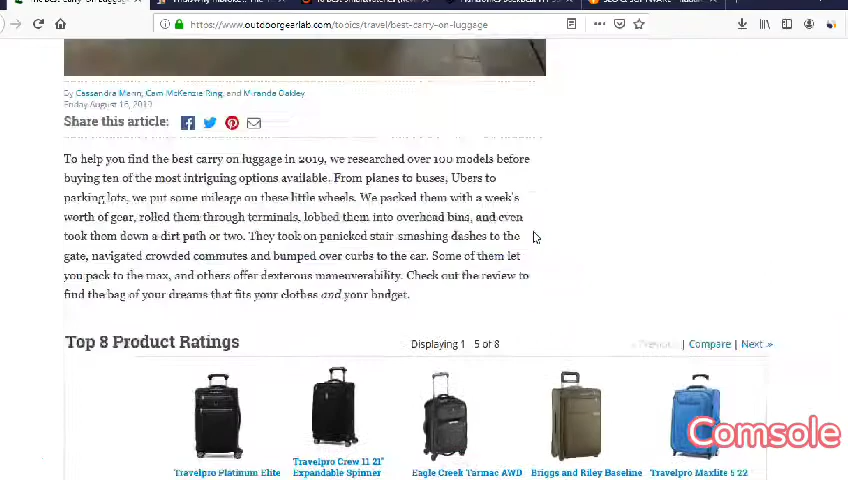 https://www.outdoorgearlab.com/topics/travel/best-carry-on-luggage
By Cassandra Marin, Cam McKenzie Ring, and Miranda Oakley
Friday August 16, 2019
Share this article:
To help you find the best carry on luggage in 2019, we researched over 100 models before
buying ten of the most intriguing options available. From planes to buses, Ubers to
parking lots, we put some mileage on these little wheels. We packed them with a week's
worth of gear, rolled them through terminals, lobbed them into overhead bins, and even
took them down a dirt path or two. They took on panicked stair-smashing dashes to the
gate, navigated crowded commutes and bumped over curbs to the car. Some of them let
you pack to the max, and others offer dexterous maneuverability. Check out the review to
find the bag of your dreams that fits your clothes and your budget.
Top 8 Product Ratings
Displaying 1 - 5 of 8
« Previous | Compare | Next »
Comsole
Travelpro Platinum Elite
Travelpro Crew 11 21"
Expandable Spinner
Eagle Creek Tarmac AWD
Briggs and Riley Baseline
Travelpro Maxlite 5 22